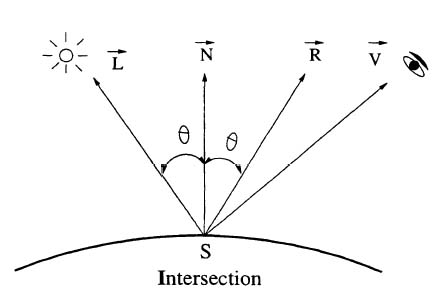 L N R V
θ θ
S
Intersection